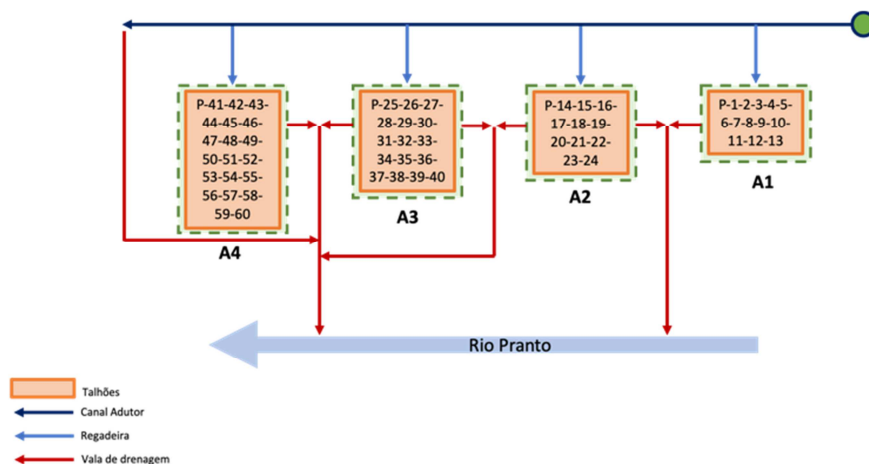 P-41-42-43-
44-45-46-
47-48-49-
50-51-52-
53-54-55-
56-57-58-
59-60
A4
P-25-26-27-
28-29-30-
31-32-33-
34-35-36-
37-38-39-40
A3
P-14-15-16-
17-18-19-
20-21-22-
23-24
A2
P-1-2-3-4-5-
6-7-8-9-10-
11-12-13
A1
Rio Pranto
Talhões
Canal Adutor
Regadeira
Vala de drenagem